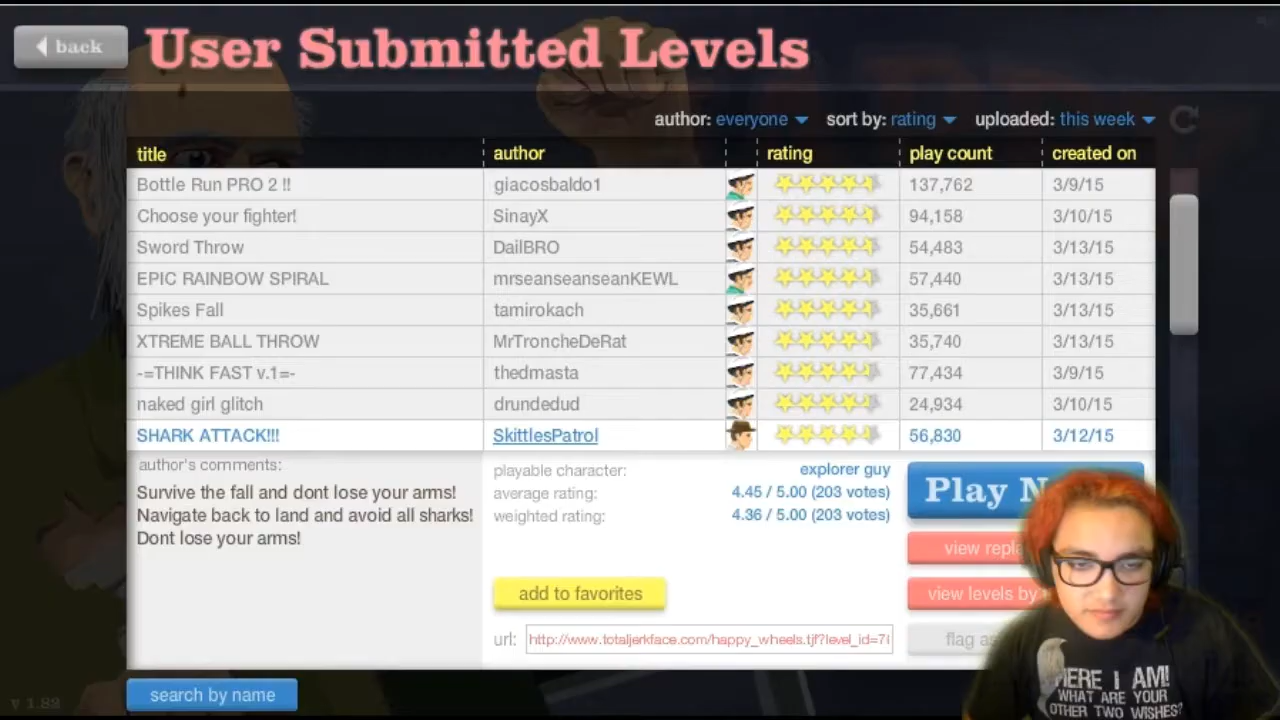 back
User Submitted Levels
author: everyone sort by: rating uploaded: this week
title author rating play count created on
Bottle Run PRO 2 !! giacosbaldo1 137,762 3/9/15
Choose your fighter! SinayX 94,158 3/10/15
Sword Throw DailBRO 54,483 3/13/15
EPIC RAINBOW SPIRAL mrseanseanseanKEWL 57,440 3/13/15
Spikes Fall tamirokach 35,661 3/13/15
XTREME BALL THROW MrTroncheDeRat 35,740 3/13/15
-=THINK FAST v.1=- thedmasta 77,434 3/9/15
naked girl glitch drundedud 24,934 3/10/15
SHARK ATTACK!!! SkittlesPatrol 56,830 3/12/15
author's comments:
Survive the fall and dont lose your arms!
Navigate back to land and avoid all sharks!
Dont lose your arms!
playable character: explorer guy
average rating: 4.45 / 5.00 (203 votes)
weighted rating: 4.36 / 5.00 (203 votes)
add to favorites
url: http://www.totaljerkface.com/happy_wheels.tjf?level_id=7
Play
view
view levels by
flag
search by name
v 1.83
HERE I AM!
WHAT ARE YOUR
OTHER TWO WISHES?